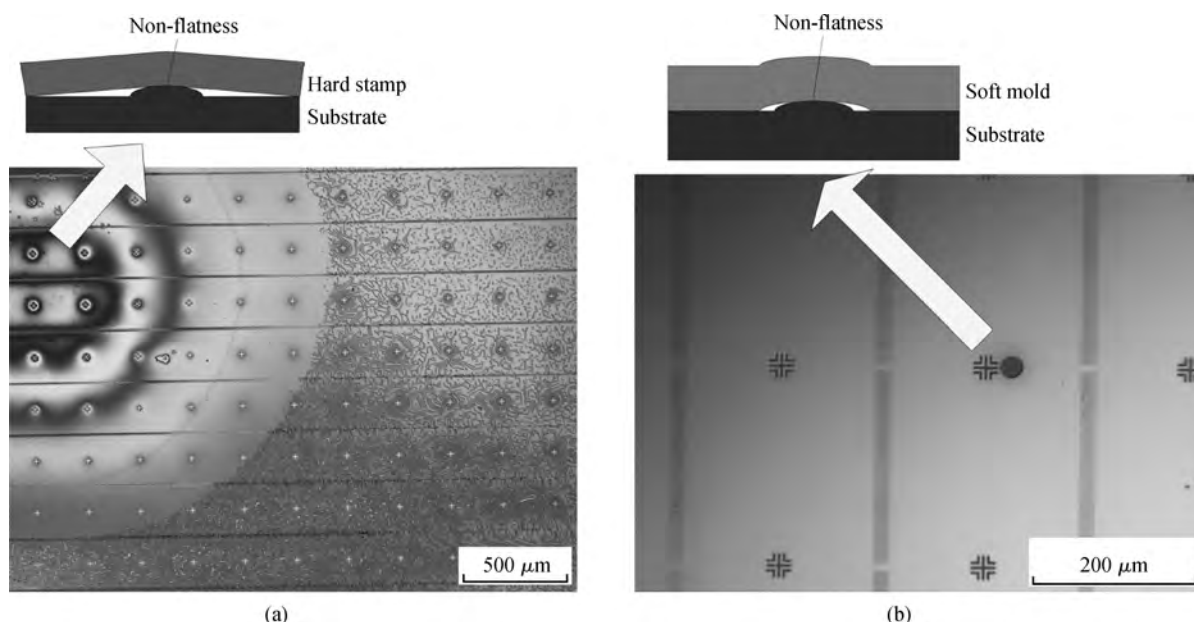 Non-flatness
Hard stamp
Substrate
500 μm
(a)
Non-flatness
Soft mold
Substrate
200 μm
(b)